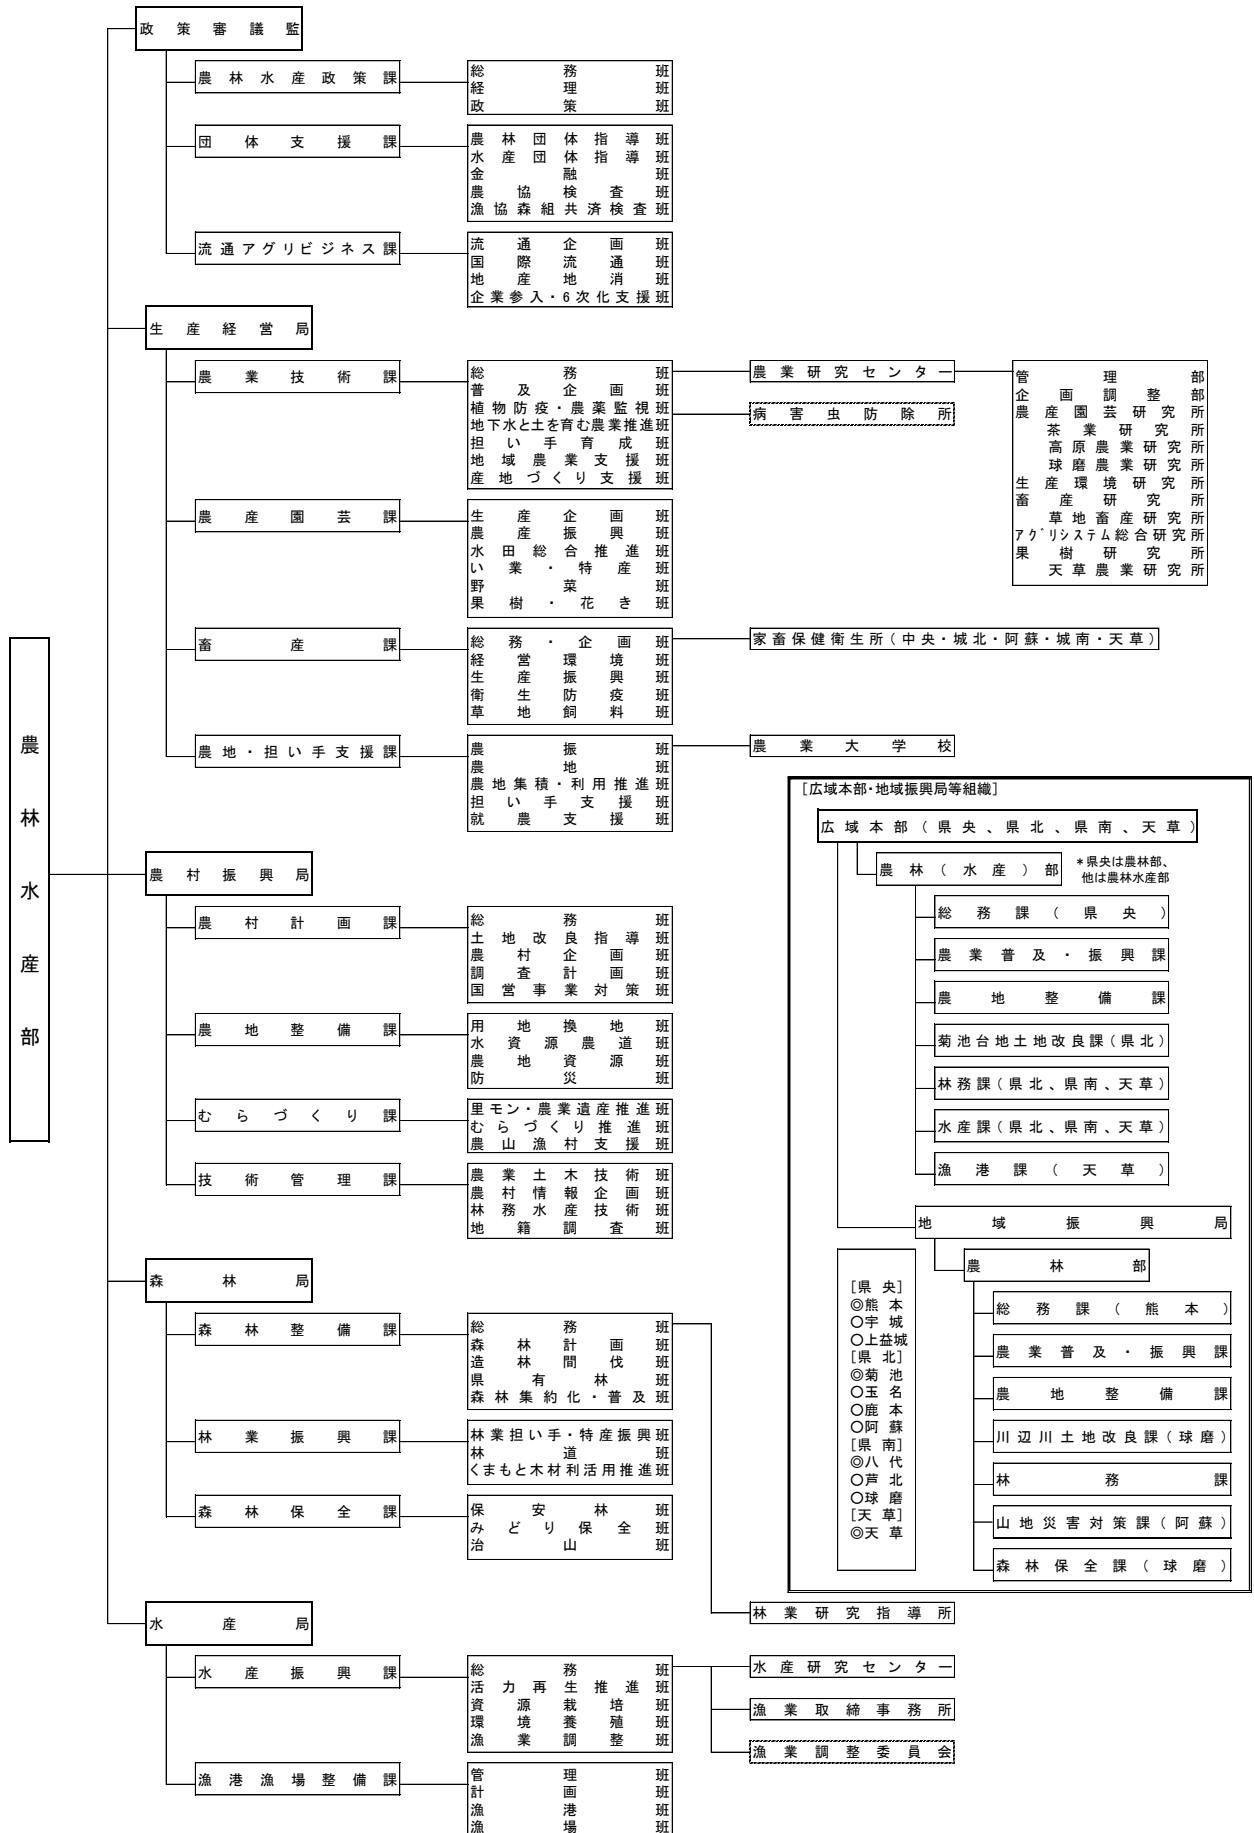 農林水産部
政策審議監
農林水産政策課
総務班
経理班
政策班
団体支援課
農林団体指導班
水産団体指導班
金融班
農協検査班
漁協森組共済検査班
流通アグリビジネス課
流通企画班
国際流通班
地産地消班
企業参入・6次化支援班
生産経営局
農業技術課
総務班
普及企画班
植物防疫・農薬監視班
地下水と土を育む農業推進班
担い手育成班
地域農業支援班
産地づくり支援班
農業研究センター
病害虫防除所
管理部
企画調整部
農産園芸研究所
茶業研究所
高原農業研究所
球磨農業研究所
生産環境研究所
畜産研究所
草地畜産研究所
アグリシステム総合研究所
果樹研究所
天草農業研究所
農産園芸課
生産企画班
農産振興班
水田総合推進班
い業・特産班
野菜班
果樹・花き班
畜産課
総務・企画班
経営環境班
生産振興班
衛生防疫班
草地飼料班
家畜保健衛生所(中央・城北・阿蘇・城南・天草)
農地・担い手支援課
農振班
農地班
農地集積・利用推進班
担い手支援班
就農支援班
農業大学校
農村振興局
農村計画課
総務班
土地改良指導班
農村企画班
調査計画班
国営事業対策班
農地整備課
用地換地班
水資源農道班
農地資源班
防災班
むらづくり課
里モン・農業遺産推進班
むらづくり推進班
農山漁村支援班
技術管理課
農業土木技術班
農村情報企画班
林務水産技術班
地籍調査班
森林局
森林整備課
総務班
森林計画班
造林間伐班
県有林班
森林集約化・普及班
林業振興課
林業担い手・特産振興班
林道班
くまもと木材利活用推進班
森林保全課
保安林班
みどり保全班
治山班
林業研究指導所
水産局
水産振興課
総務班
活力再生推進班
資源栽培班
環境養殖班
漁業調整班
水産研究センター
漁業取締事務所
漁業調整委員会
漁港漁場整備課
管理班
計画班
漁港班
漁場班
[広域本部・地域振興局等組織]
広域本部(県央、県北、県南、天草)
農林(水産)部
*県央は農林部、
他は農林水産部
総務課(県央)
農業普及・振興課
農地整備課
菊池台地土地改良課(県北)
林務課(県北、県南、天草)
水産課(県北、県南、天草)
漁港課(天草)
地域振興局
農林部
総務課(熊本)
農業普及・振興課
農地整備課
川辺川土地改良課(球磨)
林務課
山地災害対策課(阿蘇)
森林保全課(球磨)
[県央]
◎熊本
○宇城
○上益城
[県北]
◎菊池
○玉名
○鹿本
○阿蘇
[県南]
◎八代
○芦北
○球磨
[天草]
◎天草